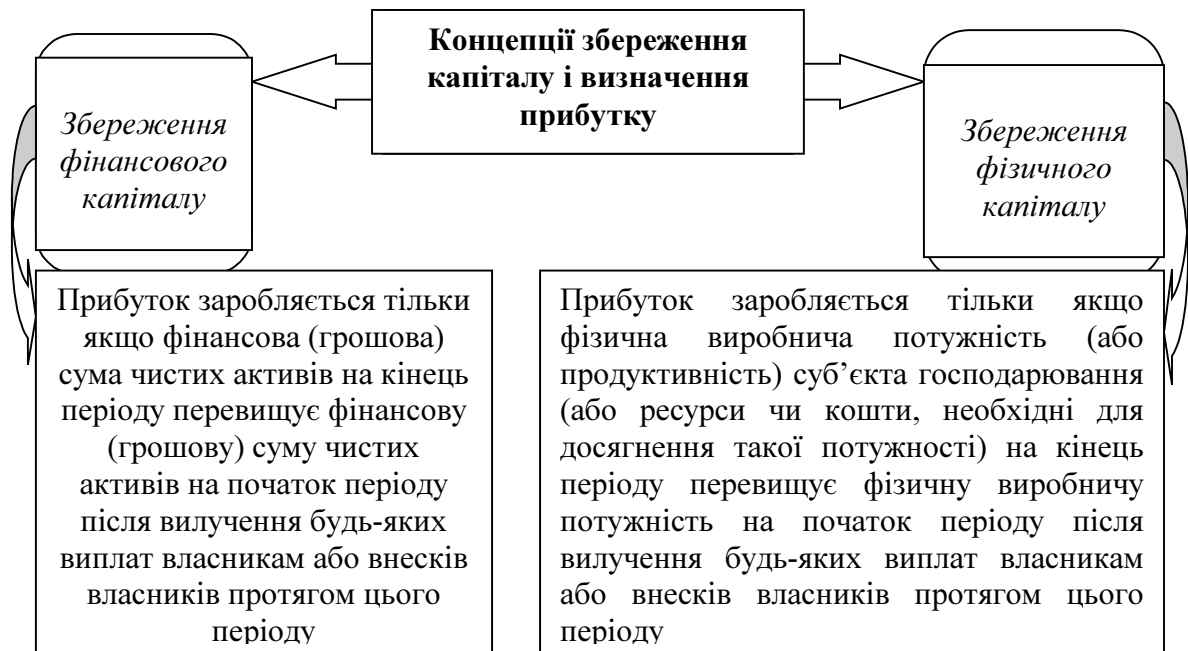 Концепції збереження
капіталу і визначення
прибутку
Збереження
фінансового
капіталу
Збереження
фізичного
капіталу
Прибуток заробляється тільки
якщо фінансова (грошова)
сума чистих активів на кінець
періоду перевищує фінансову
(грошову) суму чистих
активів на початок періоду
після вилучення будь-яких
виплат власникам або внесків
власників протягом цього
періоду
Прибуток заробляється тільки якщо
фізична виробнича потужність (або
продуктивність) суб’єкта господарювання
(або ресурси чи кошти, необхідні для
досягнення такої потужності) на кінець
періоду перевищує фізичну виробничу
потужність на початок періоду після
вилучення будь-яких виплат власникам
або внесків власників протягом цього
періоду